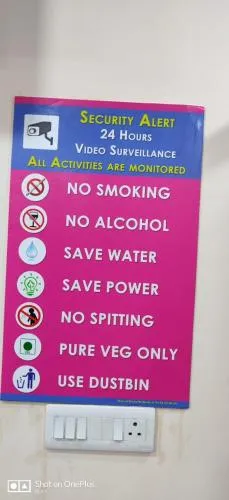 SECURITY ALERT
24 HOURS
VIDEO SURVEILLANCE
ALL ACTIVITIES ARE MONITORED
NO SMOKING
NO ALCOHOL
SAVE WATER
SAVE POWER
NO SPITTING
PURE VEG ONLY
USE DUSTBIN
Shot on OnePlus